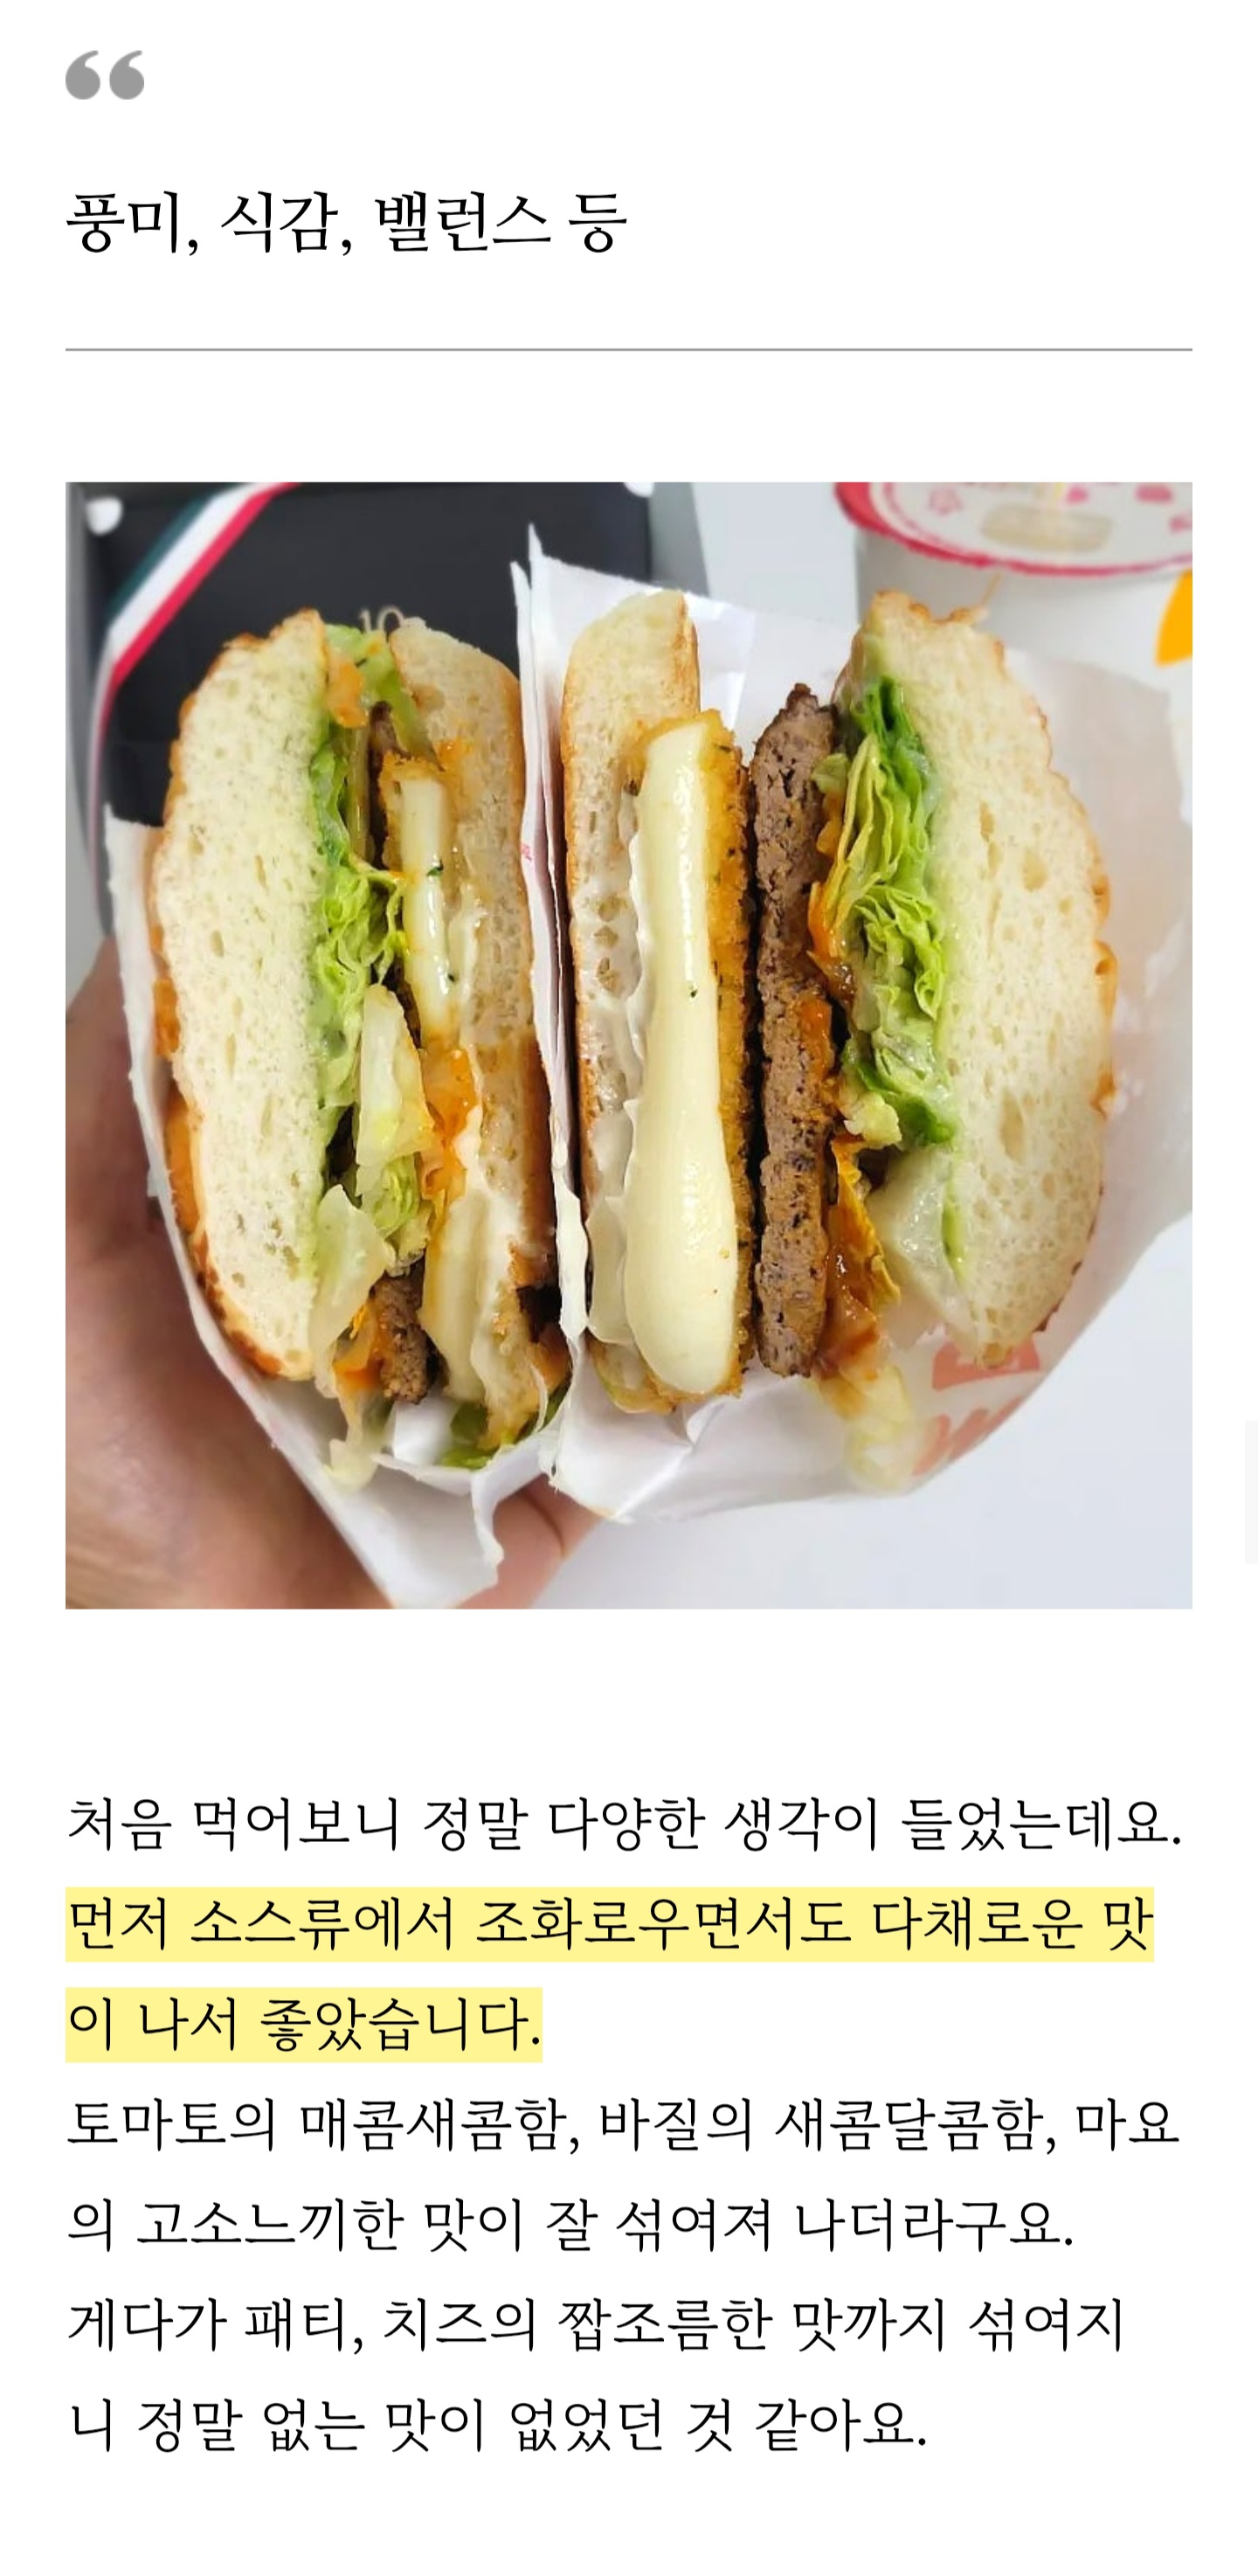 “
풍미, 식감, 밸런스 등
처음 먹어보니 정말 다양한 생각이 들었는데요.
먼저 소스류에서 조화로우면서도 다채로운 맛
이 나서 좋았습니다.
토마토의 매콤새콤함, 바질의 새콤달콤함, 마요
의 고소느끼한 맛이 잘 섞여져 나더라구요.
게다가 패티, 치즈의 짭조름한 맛까지 섞여지
니 정말 없는 맛이 없었던 것 같아요.